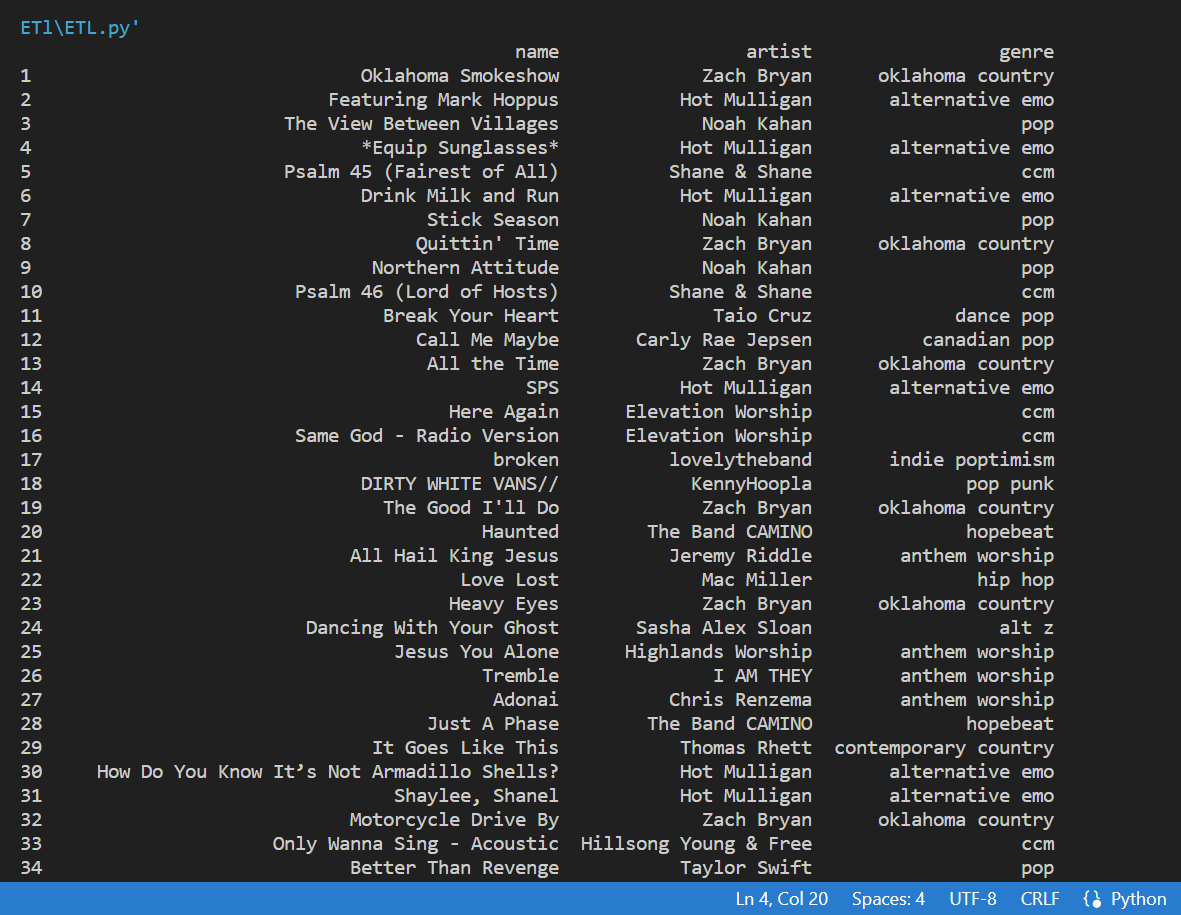 ETl\ETL.py'
name artist genre
1 Oklahoma Smokeshow Zach Bryan oklahoma country
2 Featuring Mark Hoppus Hot Mulligan alternative emo
3 The View Between Villages Noah Kahan pop
4 *Equip Sunglasses* Hot Mulligan alternative emo
5 Psalm 45 (Fairest of All) Shane & Shane ccm
6 Drink Milk and Run Hot Mulligan alternative emo
7 Stick Season Noah Kahan pop
8 Quittin' Time Zach Bryan oklahoma country
9 Northern Attitude Noah Kahan pop
10 Psalm 46 (Lord of Hosts) Shane & Shane ccm
11 Break Your Heart Taio Cruz dance pop
12 Call Me Maybe Carly Rae Jepsen canadian pop
13 All the Time Zach Bryan oklahoma country
14 SPS Hot Mulligan alternative emo
15 Here Again Elevation Worship ccm
16 Same God - Radio Version Elevation Worship ccm
17 broken lovelytheband indie poptimism
18 DIRTY WHITE VANS// KennyHoopla pop punk
19 The Good I'll Do Zach Bryan oklahoma country
20 Haunted The Band CAMINO hopebeat
21 All Hail King Jesus Jeremy Riddle anthem worship
22 Love Lost Mac Miller hip hop
23 Heavy Eyes Zach Bryan oklahoma country
24 Dancing With Your Ghost Sasha Alex Sloan alt z
25 Jesus You Alone Highlands Worship anthem worship
26 Tremble I AM THEY anthem worship
27 Adonai Chris Renzema anthem worship
28 Just A Phase The Band CAMINO hopebeat
29 It Goes Like This Thomas Rhett contemporary country
30 How Do You Know It’s Not Armadillo Shells? Hot Mulligan alternative emo
31 Shaylee, Shanel Hot Mulligan alternative emo
32 Motorcycle Drive By Zach Bryan oklahoma country
33 Only Wanna Sing - Acoustic Hillsong Young & Free ccm
34 Better Than Revenge Taylor Swift pop
Ln 4, Col 20 Spaces: 4 UTF-8 CRLF Python